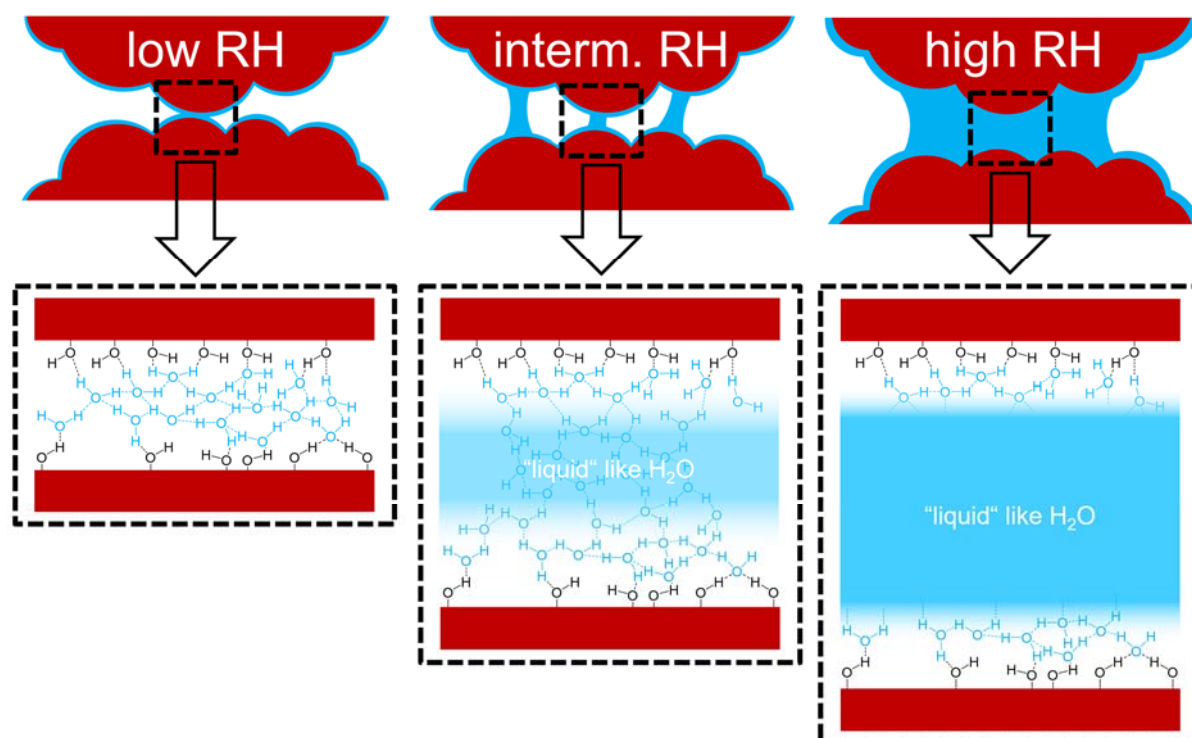 low RH
interm. RH
high RH
"liquid“ like H₂O
"liquid“ like H₂O